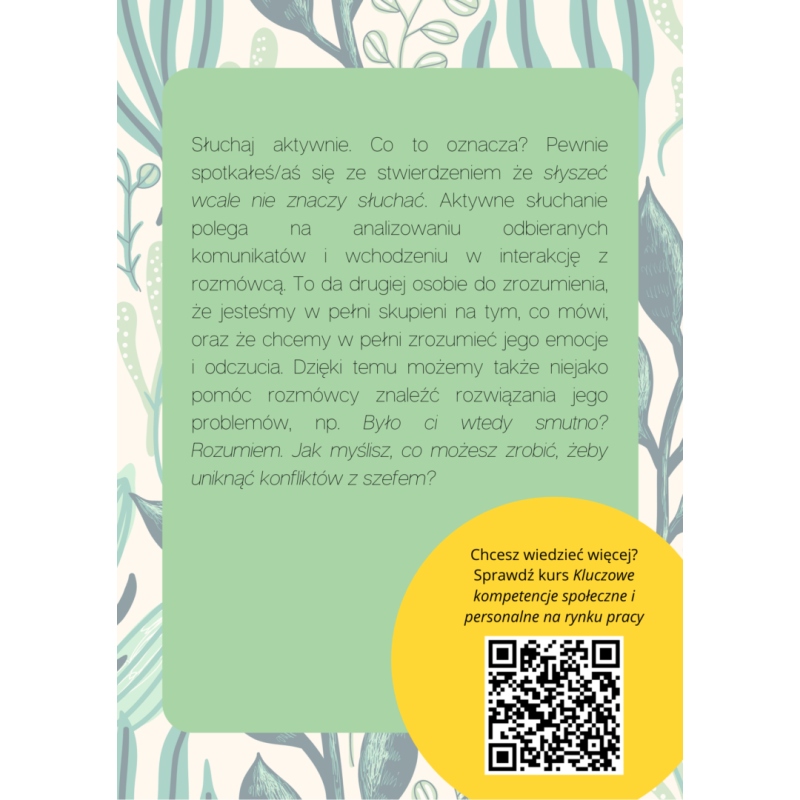 Słuchaj aktywnie. Co to oznacza? Pewnie
spotkałeś/aś się ze stwierdzeniem że słyszeć
wcale nie znaczy słuchać. Aktywne słuchanie
polega na analizowaniu odbieranych
komunikatów i wchodzeniu w interakcję z
rozmówcą. To da drugiej osobie do zrozumienia,
że jesteśmy w pełni skupieni na tym, co mówi,
oraz że chcemy w pełni zrozumieć jego emocje
i odczucia. Dzięki temu możemy także niejako
pomóc rozmówcy znaleźć rozwiązania jego
problemów, np. Było ci wtedy smutno?
Rozumiem. Jak myślisz, co możesz zrobić, żeby
uniknąć konfliktów z szefem?
Chcesz wiedzieć więcej?
Sprawdź kurs Kluczowe
kompetencje społeczne i
personalne na rynku pracy